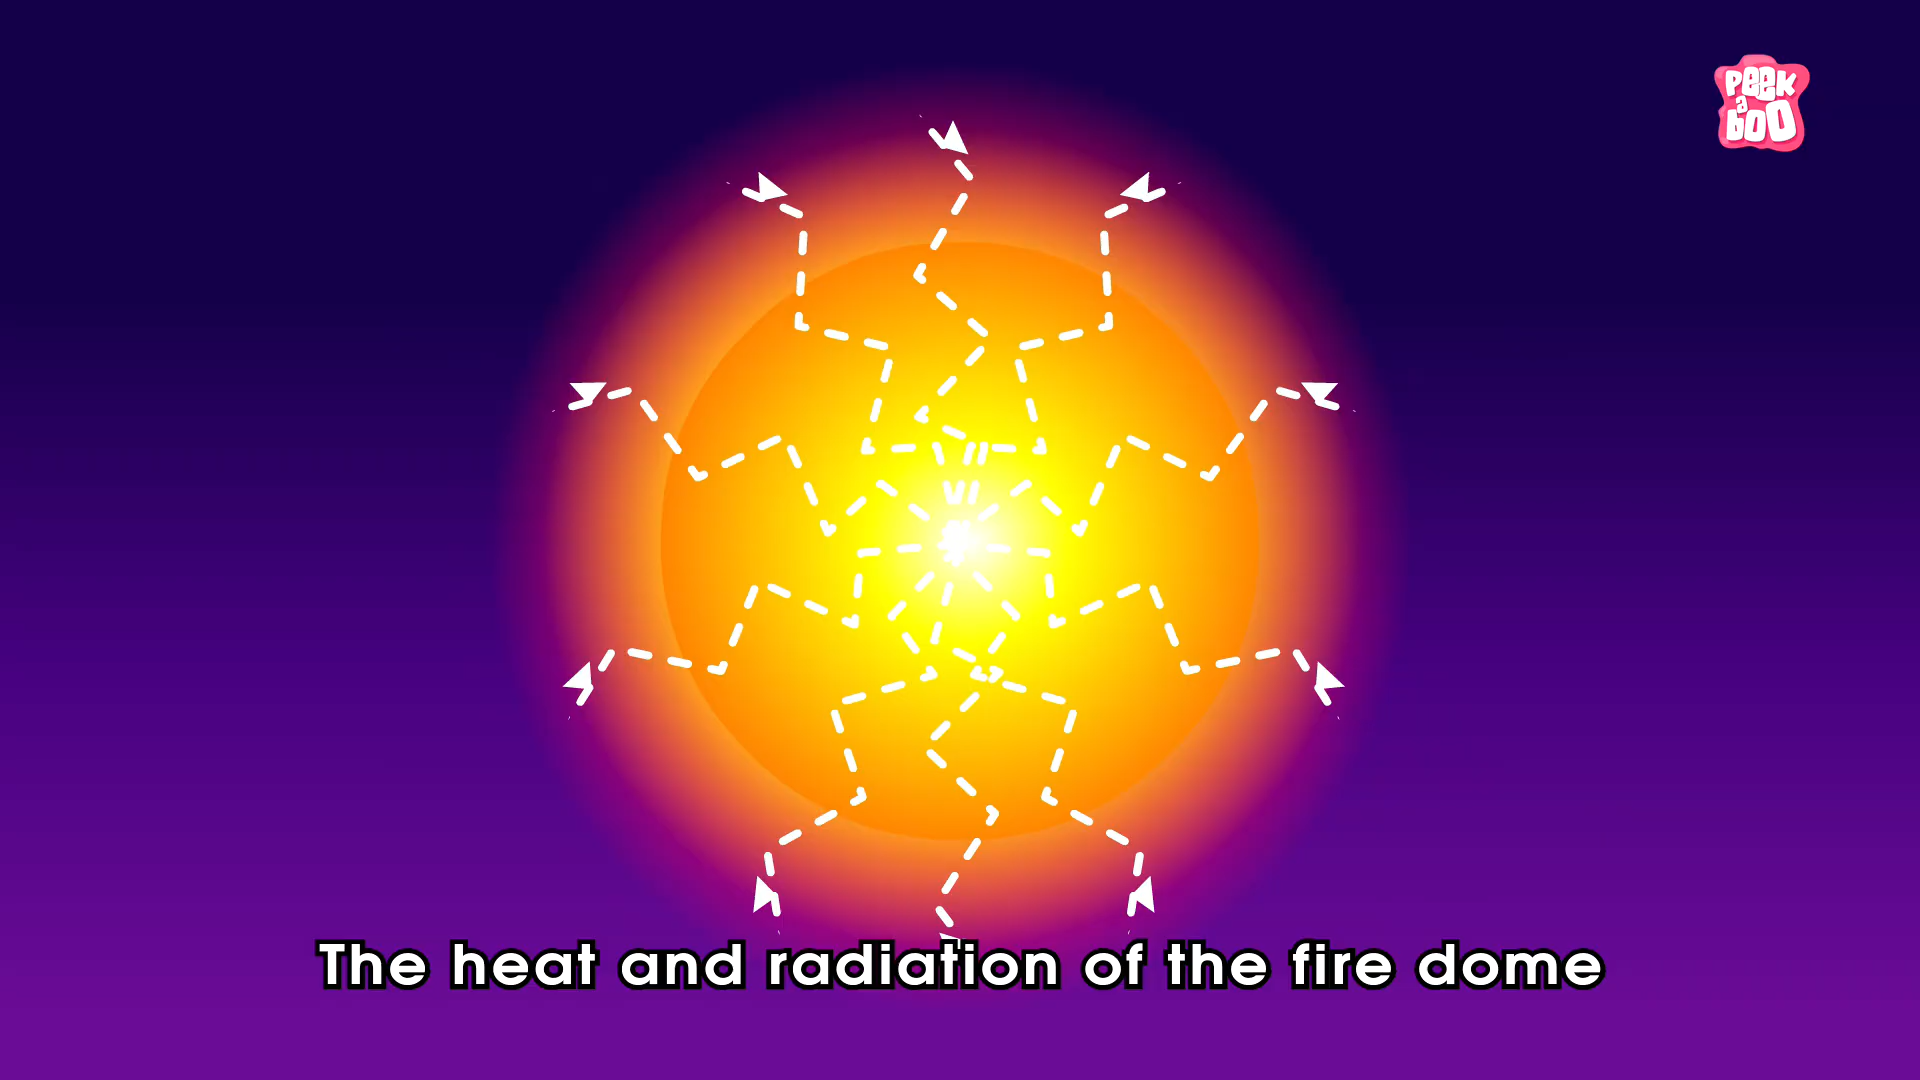 PEEK
a
boo
The heat and radiation of the fire dome